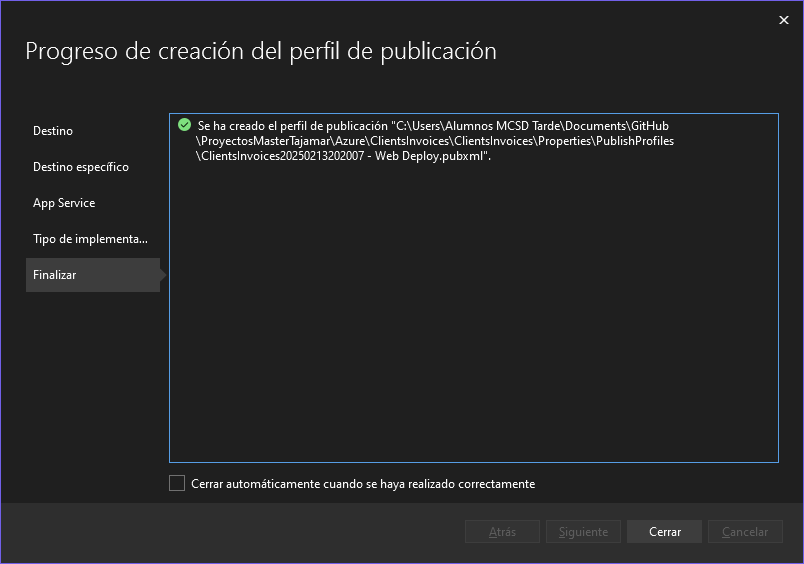 Progreso de creación del perfil de publicación
Destino
Destino específico
App Service
Tipo de implementa...
Finalizar
Se ha creado el perfil de publicación "C:\Users\Alumnos MCSD Tarde\Documents\GitHub
\ProyectosMasterTajamar\Azure\ClientsInvoices\ClientsInvoices\Properties\PublishProfiles
\ClientsInvoices20250213202007 - Web Deploy.pubxml".
Cerrar automáticamente cuando se haya realizado correctamente
Atrás
Siguiente
Cerrar
Cancelar